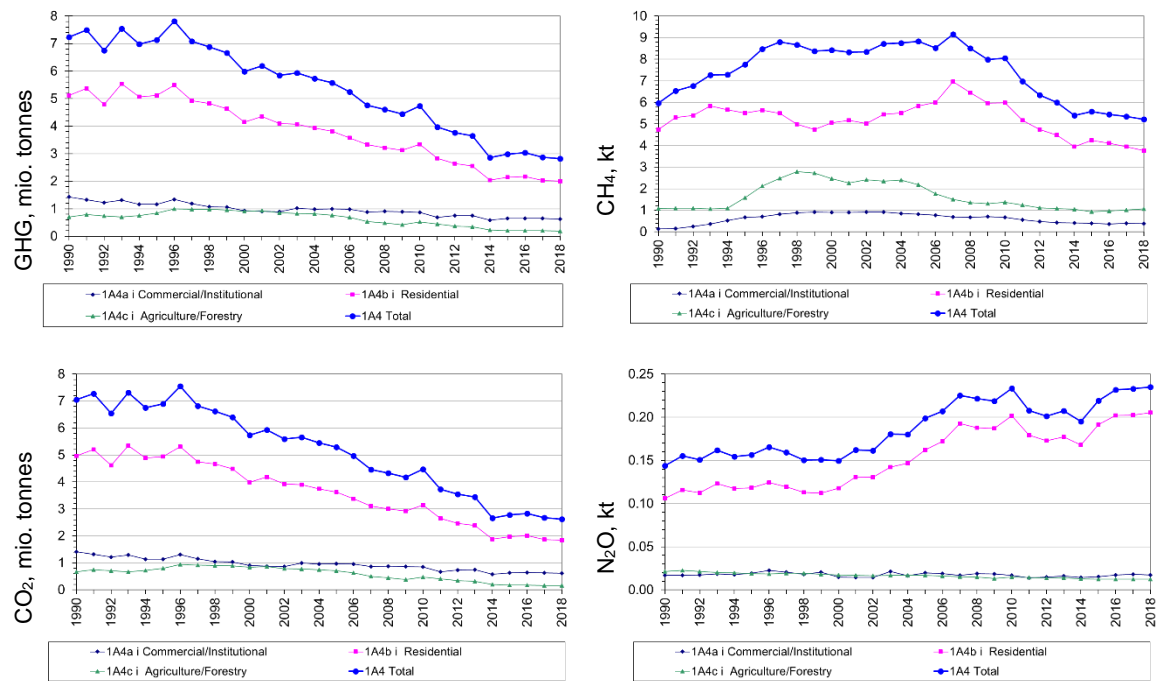 GHG, mio. tonnes
8
7
6
5
4
3
2
1
0
1990 1992 1994 1996 1998 2000 2002 2004 2006 2008 2010 2012 2014 2016 2018
1A4a i Commercial/Institutional 1A4b i Residential
1A4c i Agriculture/Forestry 1A4 Total
CH₄, kt
10
9
8
7
6
5
4
3
2
1
0
1990 1992 1994 1996 1998 2000 2002 2004 2006 2008 2010 2012 2014 2016 2018
1A4a i Commercial/Institutional 1A4b i Residential
1A4c i Agriculture/Forestry 1A4 Total
CO₂, mio. tonnes
8
7
6
5
4
3
2
1
0
1990 1992 1994 1996 1998 2000 2002 2004 2006 2008 2010 2012 2014 2016 2018
1A4a i Commercial/Institutional 1A4b i Residential
1A4c i Agriculture/Forestry 1A4 Total
N₂O, kt
0.25
0.20
0.15
0.10
0.05
0.00
1990 1992 1994 1996 1998 2000 2002 2004 2006 2008 2010 2012 2014 2016 2018
1A4a i Commercial/Institutional 1A4b i Residential
1A4c i Agriculture/Forestry 1A4 Total